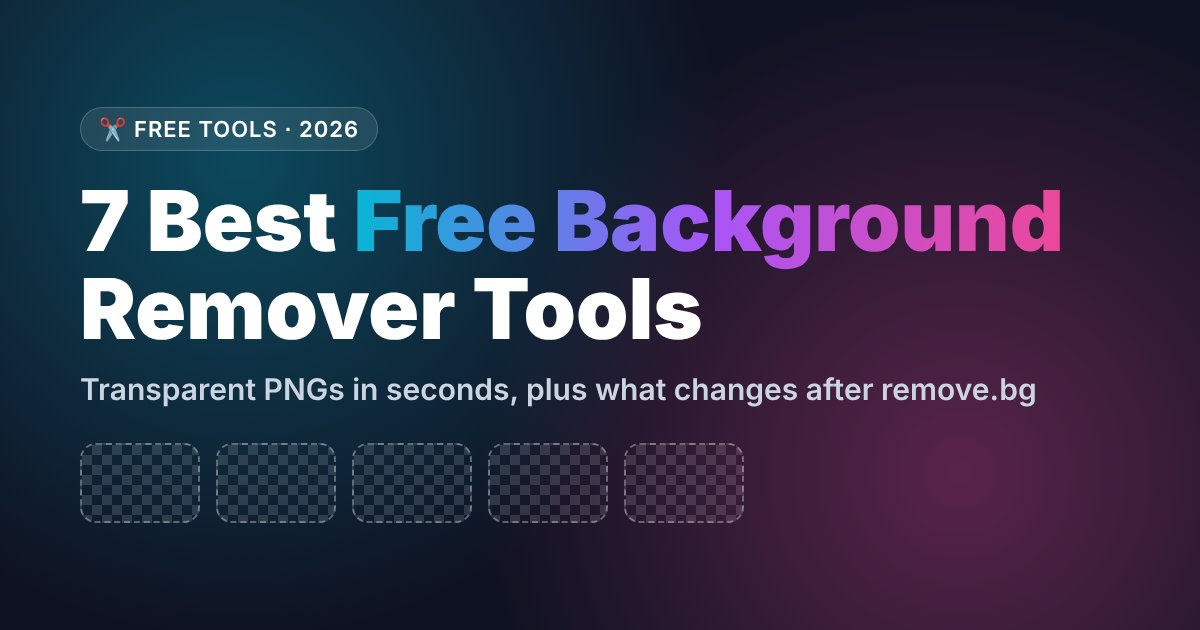 ✂️ FREE TOOLS · 2026
7 Best Free Background
Remover Tools
Transparent PNGs in seconds, plus what changes after remove.bg